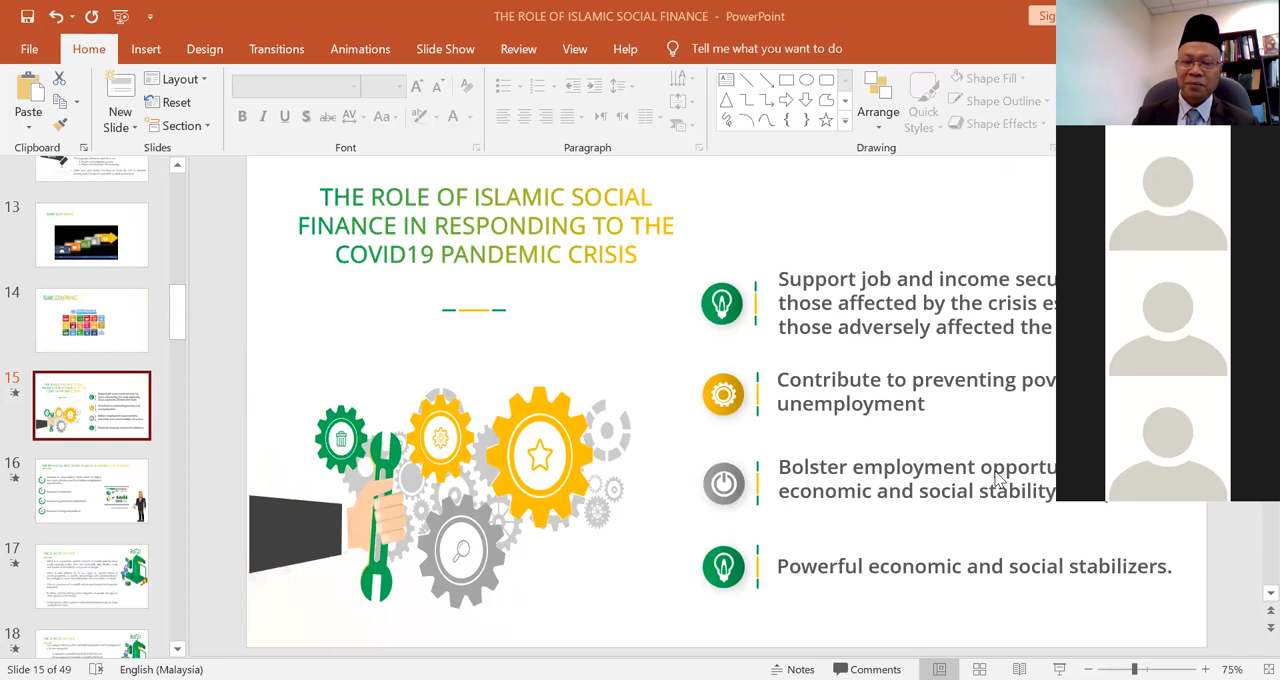 THE ROLE OF ISLAMIC SOCIAL FINANCE - PowerPoint
Sig
File Home Insert Design Transitions Animations Slide Show Review View Help Tell me what you want to do
Paste
New
Slide
Layout
Reset
Section
B I U S abc AV Aa A
Arrange
Quick
Styles
Shape Fill
Shape Outline
Shape Effects
Clipboard Slides Font Paragraph Drawing
13
14
15
16
17
18
THE ROLE OF ISLAMIC SOCIAL
FINANCE IN RESPONDING TO THE
COVID19 PANDEMIC CRISIS
Support job and income secu
those affected by the crisis es
those adversely affected the
Contribute to preventing pov
unemployment
Bolster employment opportu
economic and social stability
Powerful economic and social stabilizers.
Slide 15 of 49 English (Malaysia) Notes Comments 75%